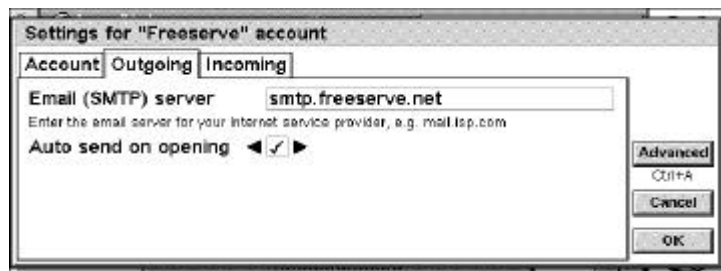 Settings for "Freeserve" account
Account Outgoing Incoming
Email (SMTP) server smtp.freeserve.net
Enter the email server for your internet service provider, e.g. mail.isp.com
Auto send on opening ✓
Advanced
Ctrl+A
Cancel
OK